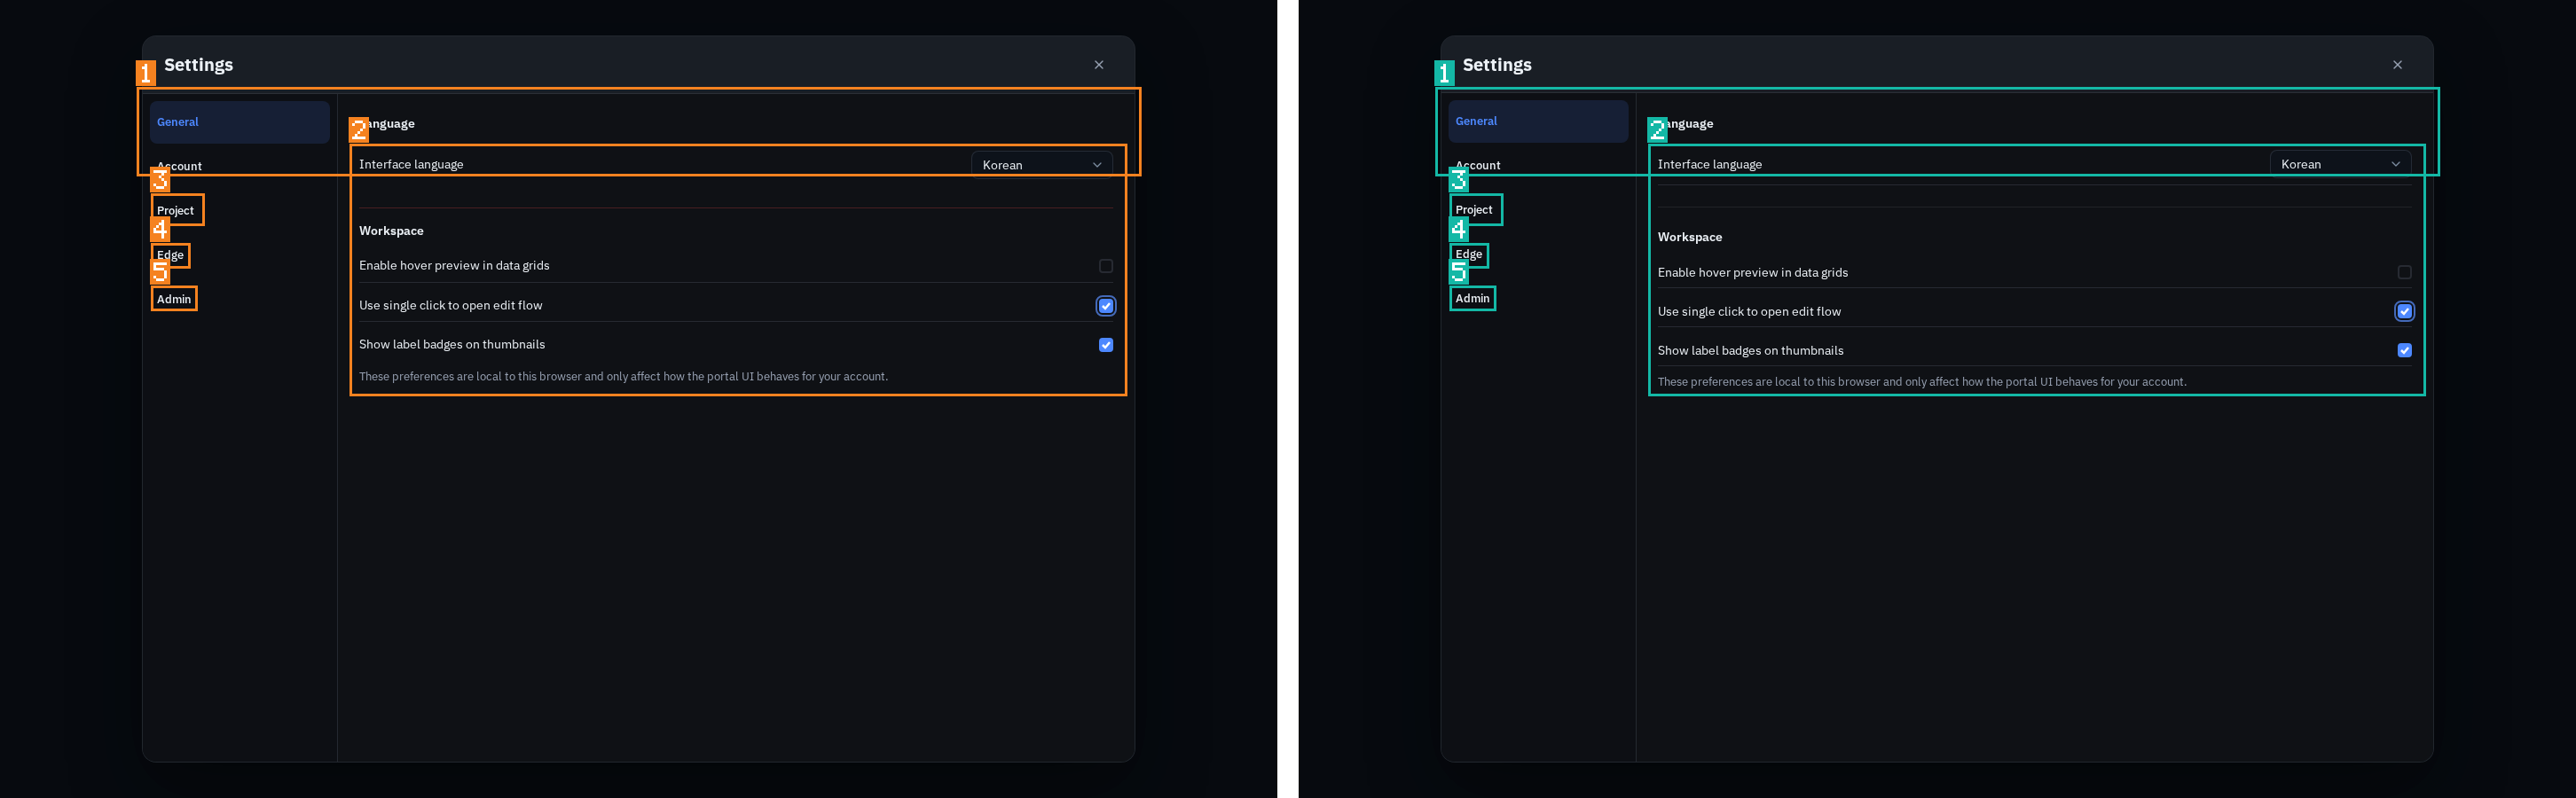 Settings
1
General
2
anguage
Account
Interface language
Korean
3
Project
4
Edge
5
Admin
Workspace
Enable hover preview in data grids
Use single click to open edit flow
Show label badges on thumbnails
These preferences are local to this browser and only affect how the portal UI behaves for your account.
Settings
1
General
2
anguage
Account
Interface language
Korean
3
Project
4
Edge
5
Admin
Workspace
Enable hover preview in data grids
Use single click to open edit flow
Show label badges on thumbnails
These preferences are local to this browser and only affect how the portal UI behaves for your account.